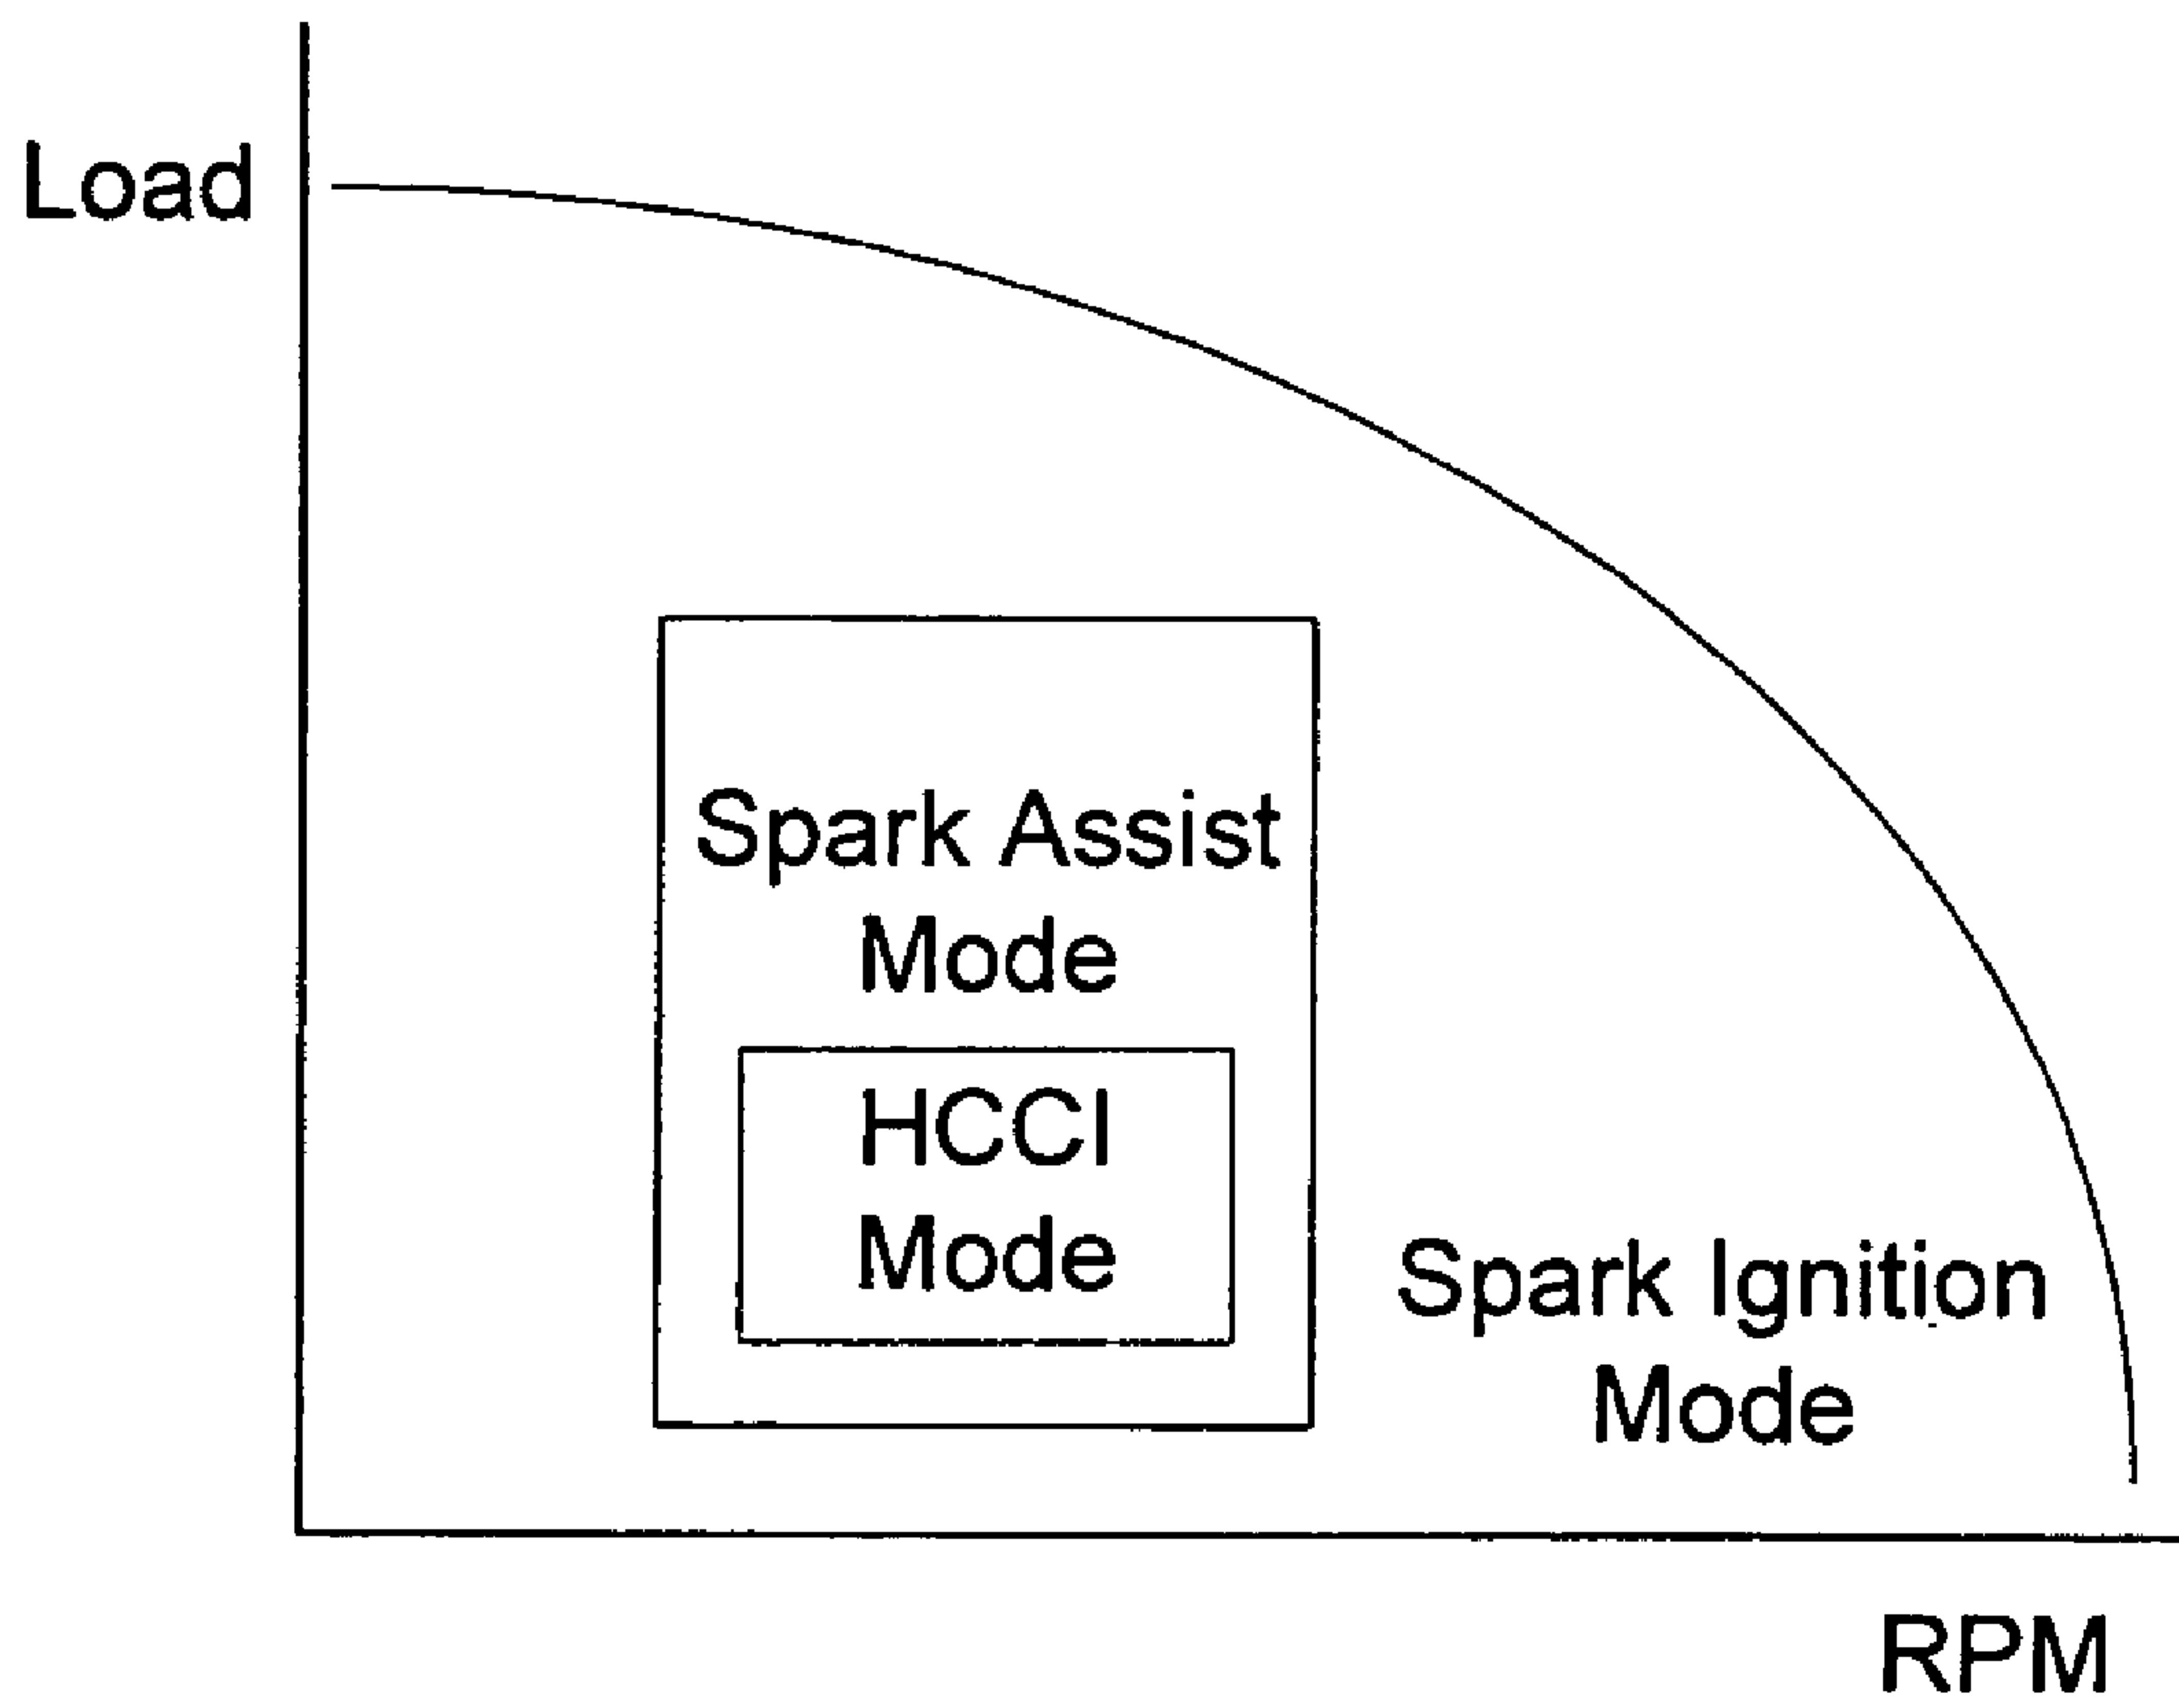 Load
Spark Assist
Mode
HCCI
Mode
Spark Ignition
Mode
RPM